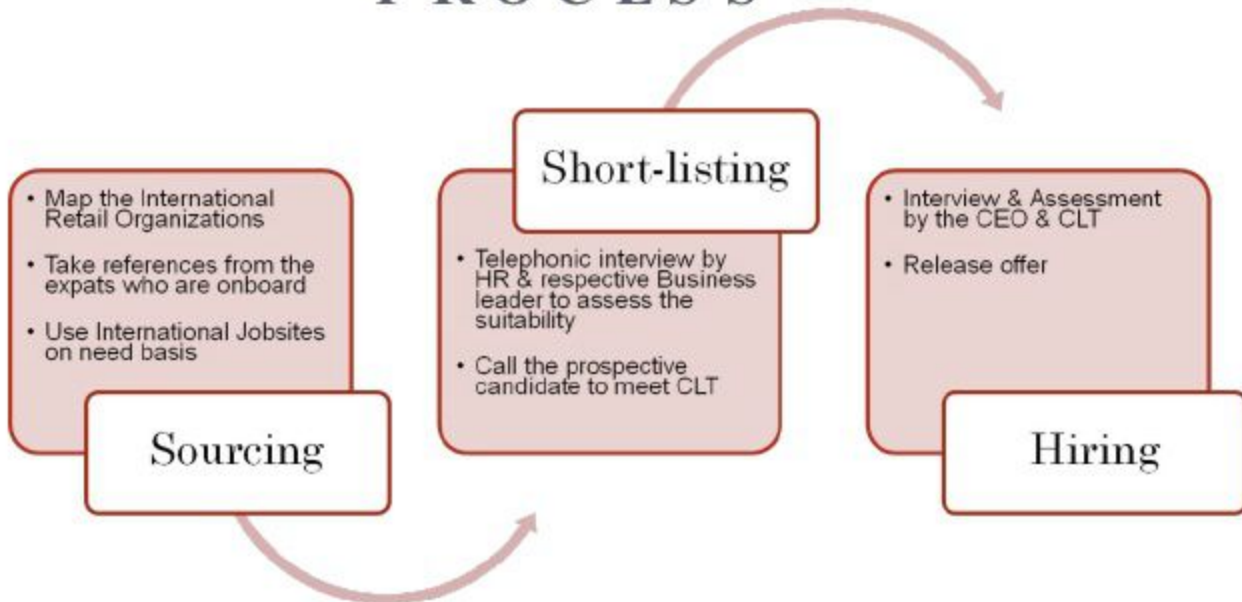 PROCESS
• Map the International
Retail Organizations
• Take references from the
expats who are onboard
• Use International Jobsites
on need basis
Sourcing
Short-listing
• Telephonic interview by
HR & respective Business
leader to assess the
suitability
• Call the prospective
candidate to meet CLT
• Interview & Assessment
by the CEO & CLT
• Release offer
Hiring